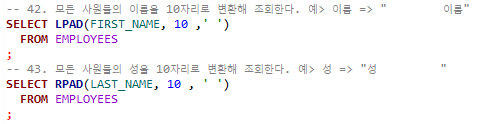 -- 42. 모든 사원들의 이름을 10자리로 변환해 조회한다. 예> 이름 => "        이름"
SELECT LPAD(FIRST_NAME, 10 ,' ')
  FROM EMPLOYEES
;
-- 43. 모든 사원들의 성을 10자리로 변환해 조회한다. 예> 성 => "성         "
SELECT RPAD(LAST_NAME, 10 , ' ')
  FROM EMPLOYEES
;